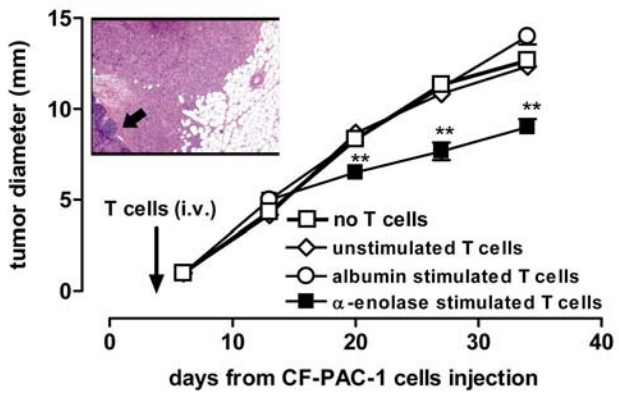 15
10
5
0
tumor diameter (mm)
T cells (i.v.)
**
**
**
no T cells
unstimulated T cells
albumin stimulated T cells
α-enolase stimulated T cells
0
10
20
30
40
days from CF-PAC-1 cells injection